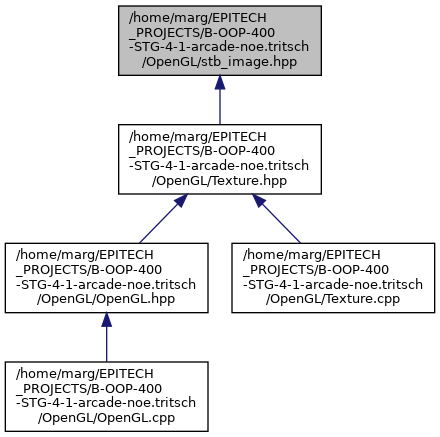 /home/marg/EPITECH
_PROJECTS/B-OOP-400
-STG-4-1-arcade-noe.tritsch
/OpenGL/stb_image.hpp
/home/marg/EPITECH
_PROJECTS/B-OOP-400
-STG-4-1-arcade-noe.tritsch
/OpenGL/Texture.hpp
/home/marg/EPITECH
_PROJECTS/B-OOP-400
-STG-4-1-arcade-noe.tritsch
/OpenGL/OpenGL.hpp
/home/marg/EPITECH
_PROJECTS/B-OOP-400
-STG-4-1-arcade-noe.tritsch
/OpenGL/Texture.cpp
/home/marg/EPITECH
_PROJECTS/B-OOP-400
-STG-4-1-arcade-noe.tritsch
/OpenGL/OpenGL.cpp